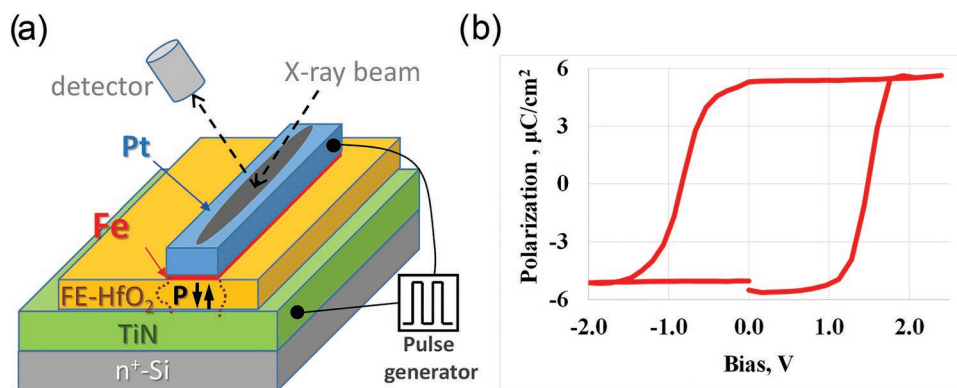 (a)
detector
X-ray beam
Pt
Fe
FE-HfO₂
P
TiN
n⁺-Si
Pulse
generator
(b)
Polarization , μC/cm²
6
3
0
-3
-6
-2.0 -1.0 0.0 1.0 2.0
Bias, V